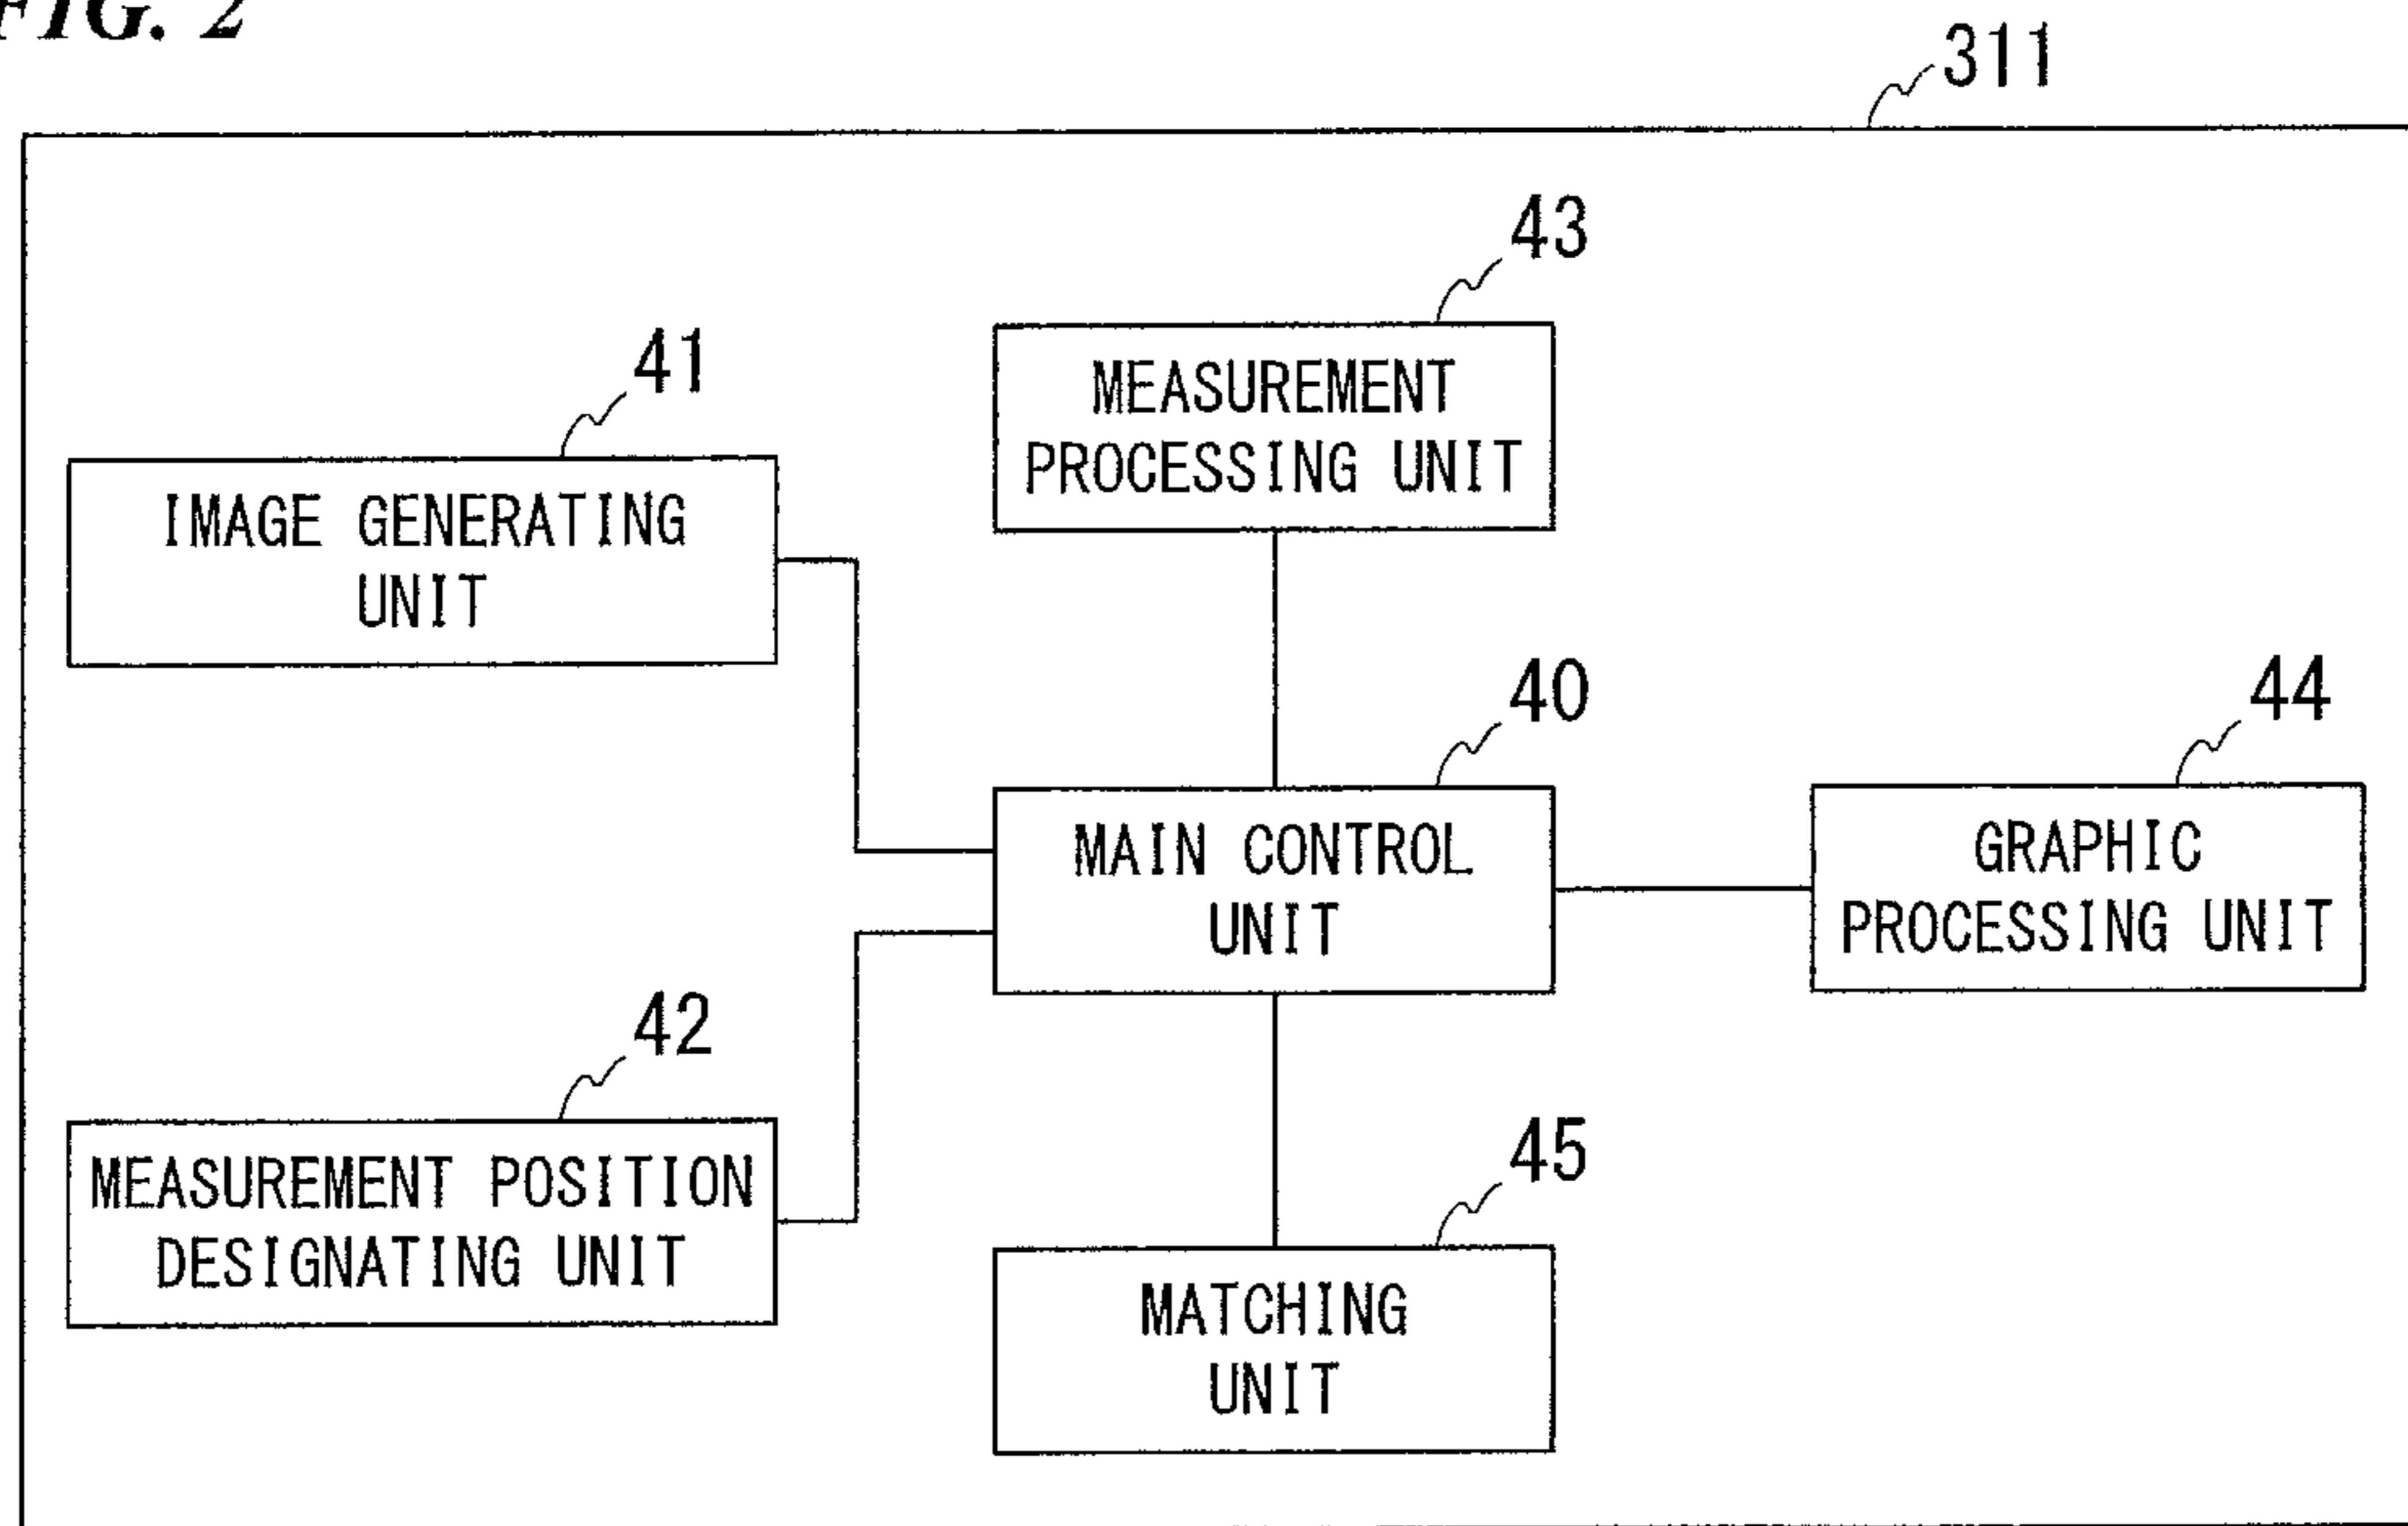 FIG. 2
311
43
MEASUREMENT
PROCESSING UNIT
41
IMAGE GENERATING
UNIT
40
MAIN CONTROL
UNIT
44
GRAPHIC
PROCESSING UNIT
42
MEASUREMENT POSITION
DESIGNATING UNIT
45
MATCHING
UNIT